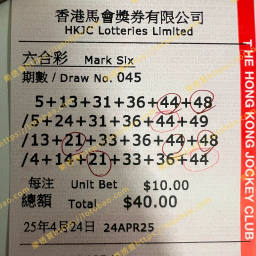 香港馬會獎券有限公司
HKJC Lotteries Limited
六合彩 Mark Six
期數 / Draw No. 045
5+13+31+36+44+48
/5+24+31+36+44+49
/13+21+33+36+44+48
/4+14+21+33+36+44
每注 Unit Bet $10.00
總額 Total $40.00
25年4月24日 24APR25
THE HONG KONG JOCKEY CLUB